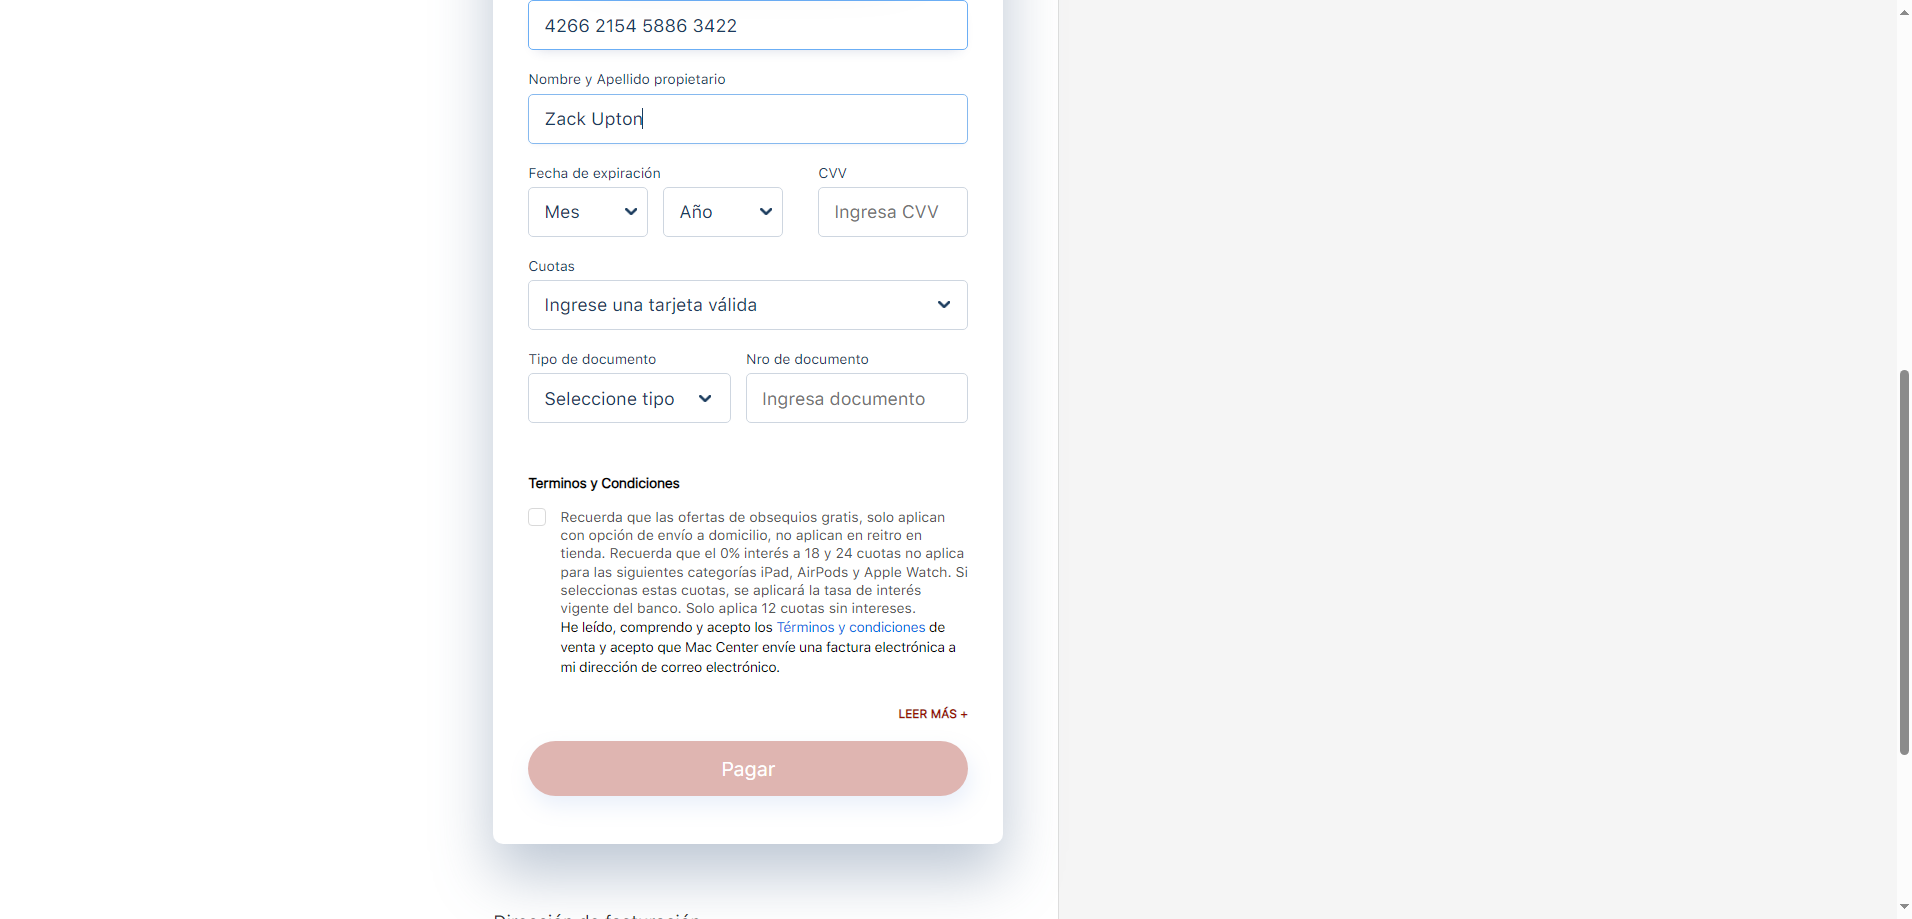 4266 2154 5886 3422
Nombre y Apellido propietario
Zack Upton
Fecha de expiración CVV
Mes Año Ingresa CVV
Cuotas
Ingrese una tarjeta válida
Tipo de documento Nro de documento
Seleccione tipo Ingresa documento
Terminos y Condiciones
Recuerda que las ofertas de obsequios gratis, solo aplican
con opción de envío a domicilio, no aplican en reitro en
tienda. Recuerda que el 0% interés a 18 y 24 cuotas no aplica
para las siguientes categorías iPad, AirPods y Apple Watch. Si
seleccionas estas cuotas, se aplicará la tasa de interés
vigente del banco. Solo aplica 12 cuotas sin intereses.
He leído, comprendo y acepto los Términos y condiciones de
venta y acepto que Mac Center envíe una factura electrónica a
mi dirección de correo electrónico.
LEER MÁS +
Pagar
Dirección de facturación